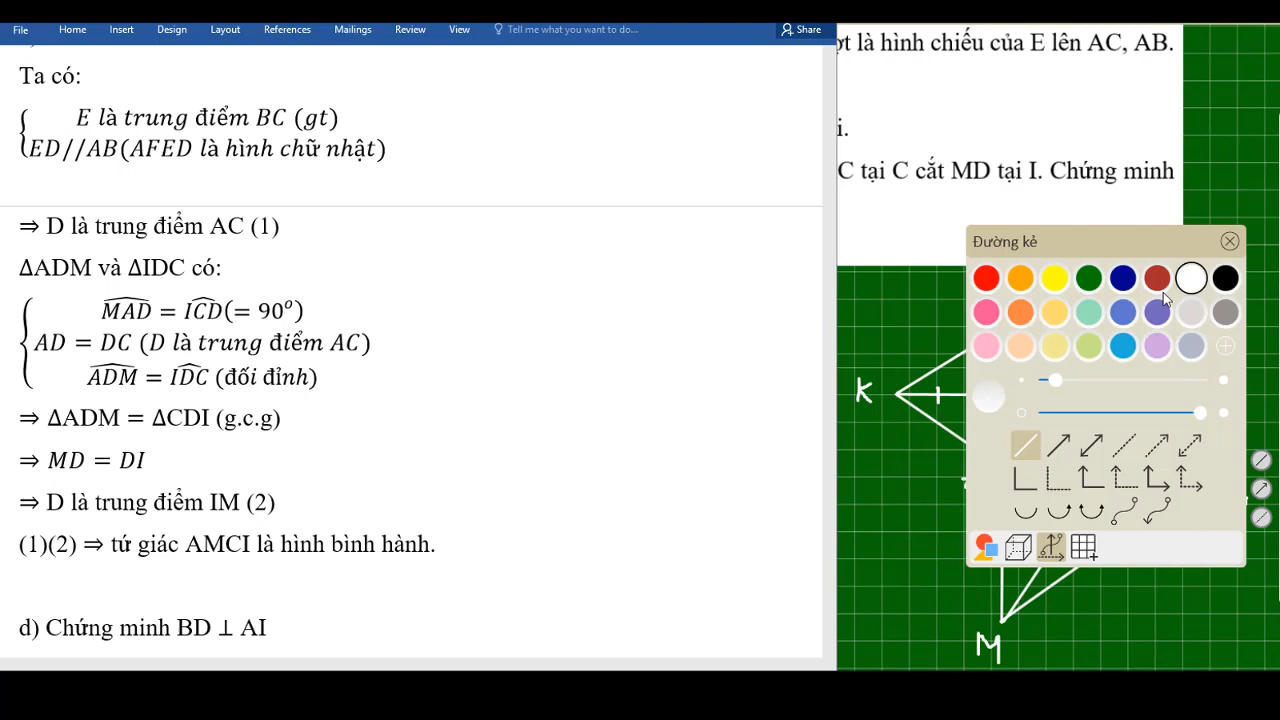 File Home Insert Design Layout References Mailings Review View Tell me what you want to do... Share
Ta có:
E là trung điểm BC (gt)
ED//AB(AFED là hình chữ nhật)
⇒ D là trung điểm AC (1)
ΔADM và ΔIDC có:
MAD = ICD(= 90ᵒ)
AD = DC (D là trung điểm AC)
ADM = IDC (đối đỉnh)
⇒ ΔADM = ΔCDI (g.c.g)
⇒ MD = DI
⇒ D là trung điểm IM (2)
(1)(2) ⇒ tứ giác AMCI là hình bình hành.
d) Chứng minh BD ⊥ AI
là hình chiếu của E lên AC, AB.
i.
C tại C cắt MD tại I. Chứng minh
Đường kẻ
K
M